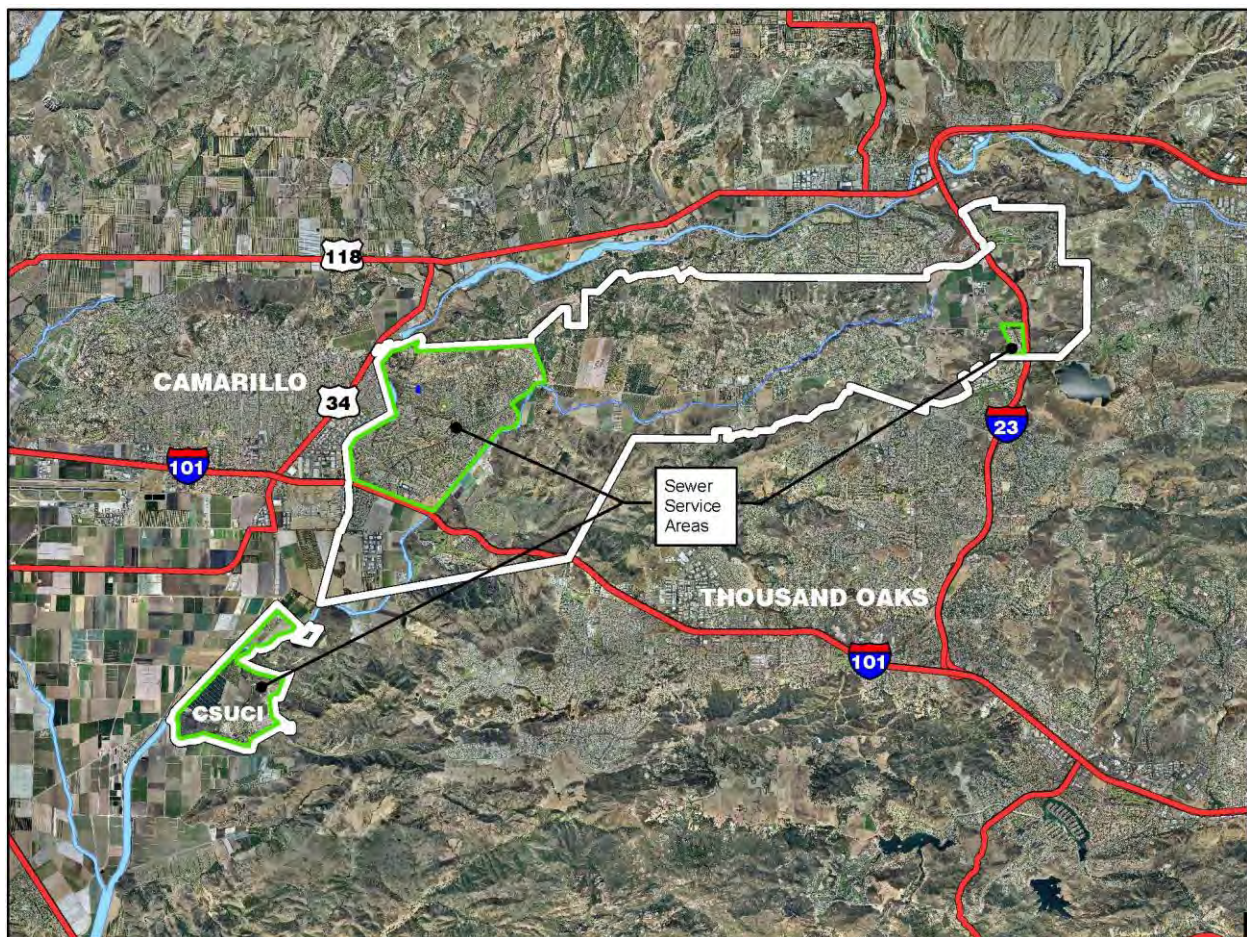 118
CAMARILLO
34
23
101
Sewer
Service
Areas
THOUSAND OAKS
101
CSUCI